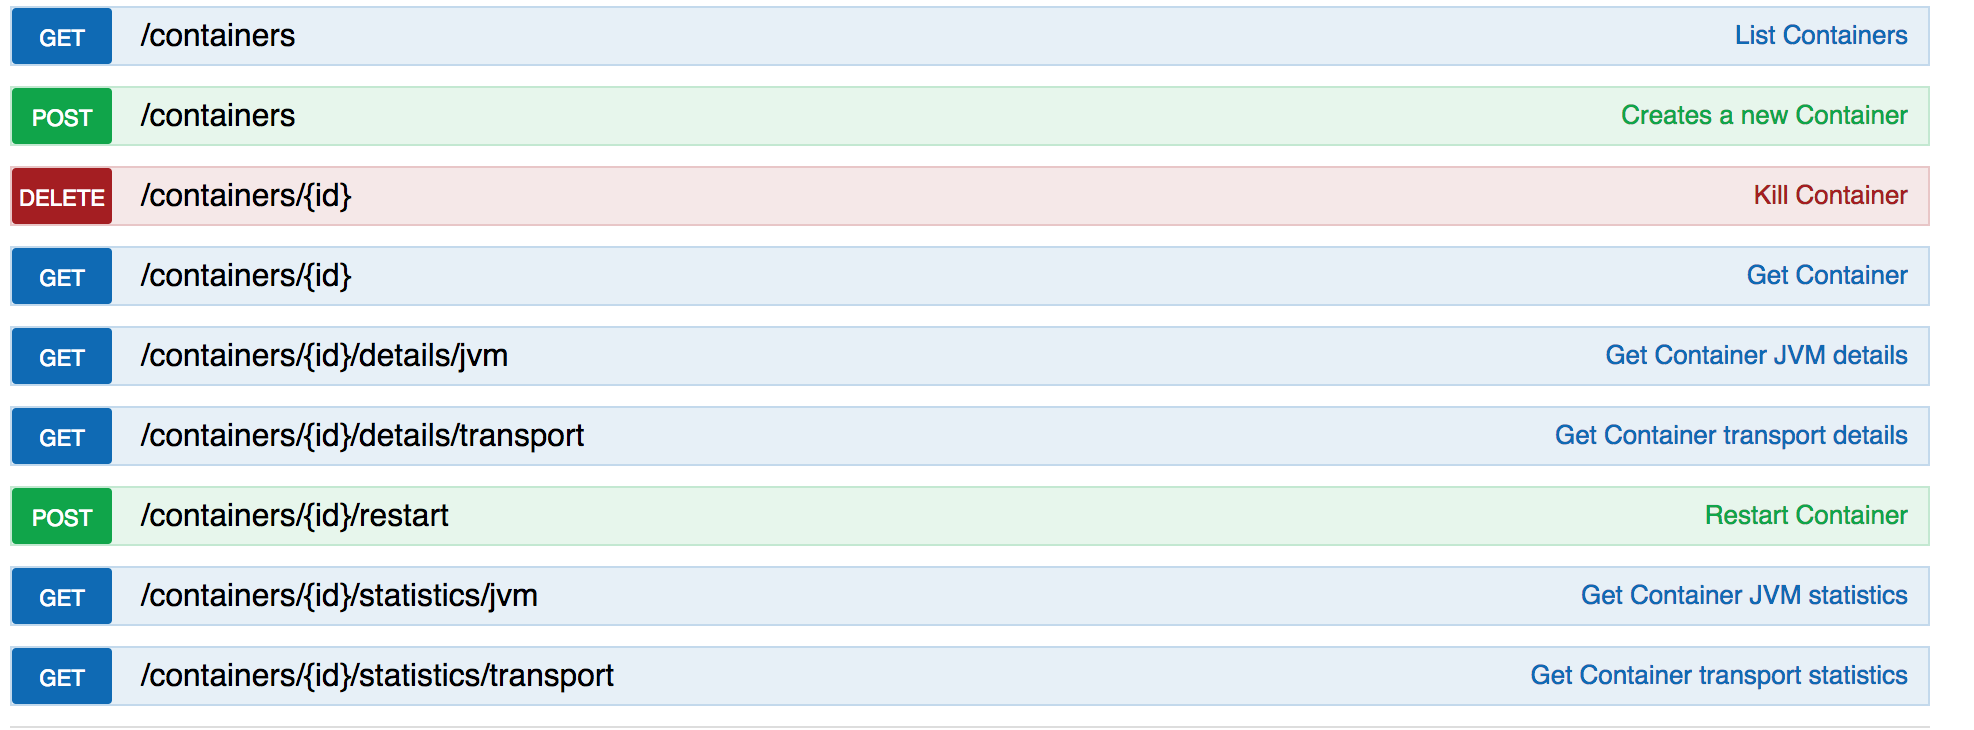 GET /containers List Containers
POST /containers Creates a new Container
DELETE /containers/{id} Kill Container
GET /containers/{id} Get Container
GET /containers/{id}/details/jvm Get Container JVM details
GET /containers/{id}/details/transport Get Container transport details
POST /containers/{id}/restart Restart Container
GET /containers/{id}/statistics/jvm Get Container JVM statistics
GET /containers/{id}/statistics/transport Get Container transport statistics